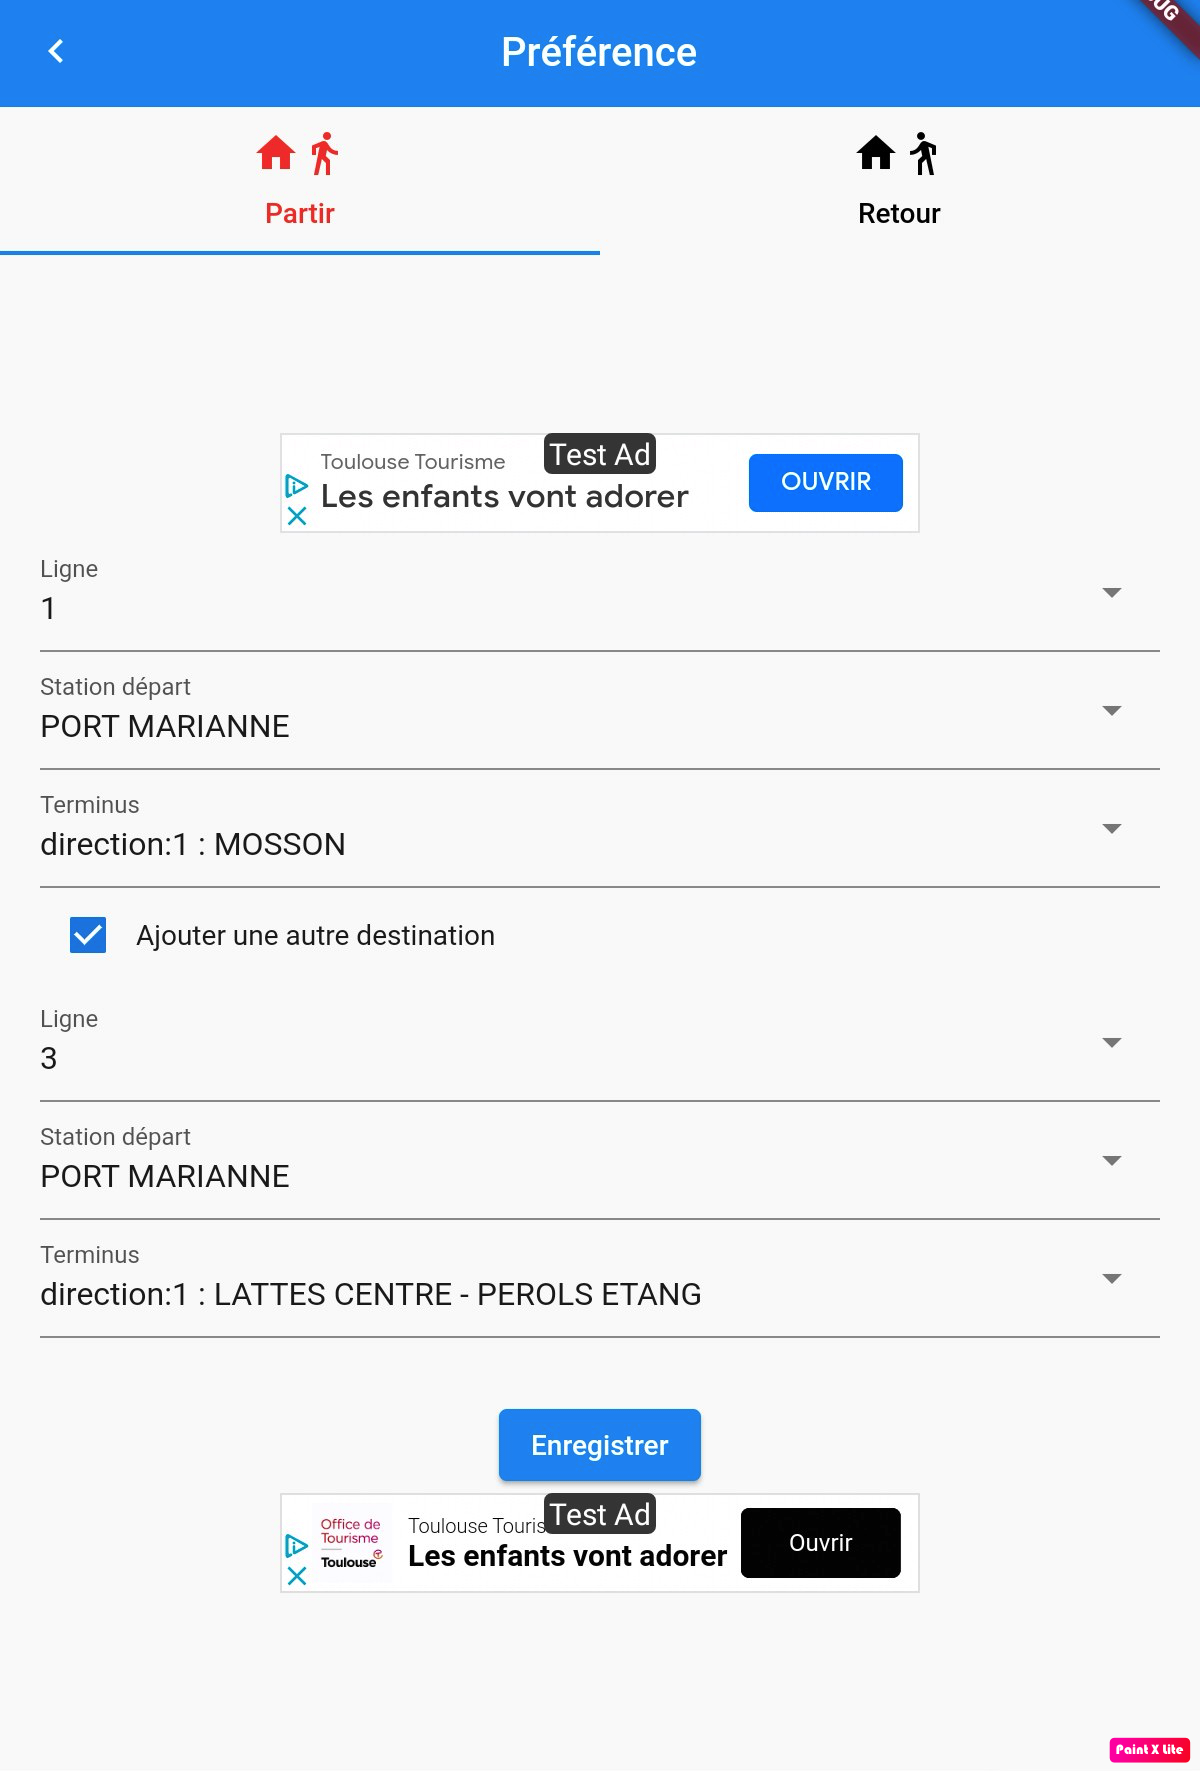 Préférence
Partir
Retour
Test Ad
Toulouse Tourisme
Les enfants vont adorer
OUVRIR
Ligne
1
Station départ
PORT MARIANNE
Terminus
direction:1 : MOSSON
Ajouter une autre destination
Ligne
3
Station départ
PORT MARIANNE
Terminus
direction:1 : LATTES CENTRE - PEROLS ETANG
Enregistrer
Test Ad
Office de
Tourisme
Toulouse
Toulouse Touris
Les enfants vont adorer
Ouvrir
Paint X Lite